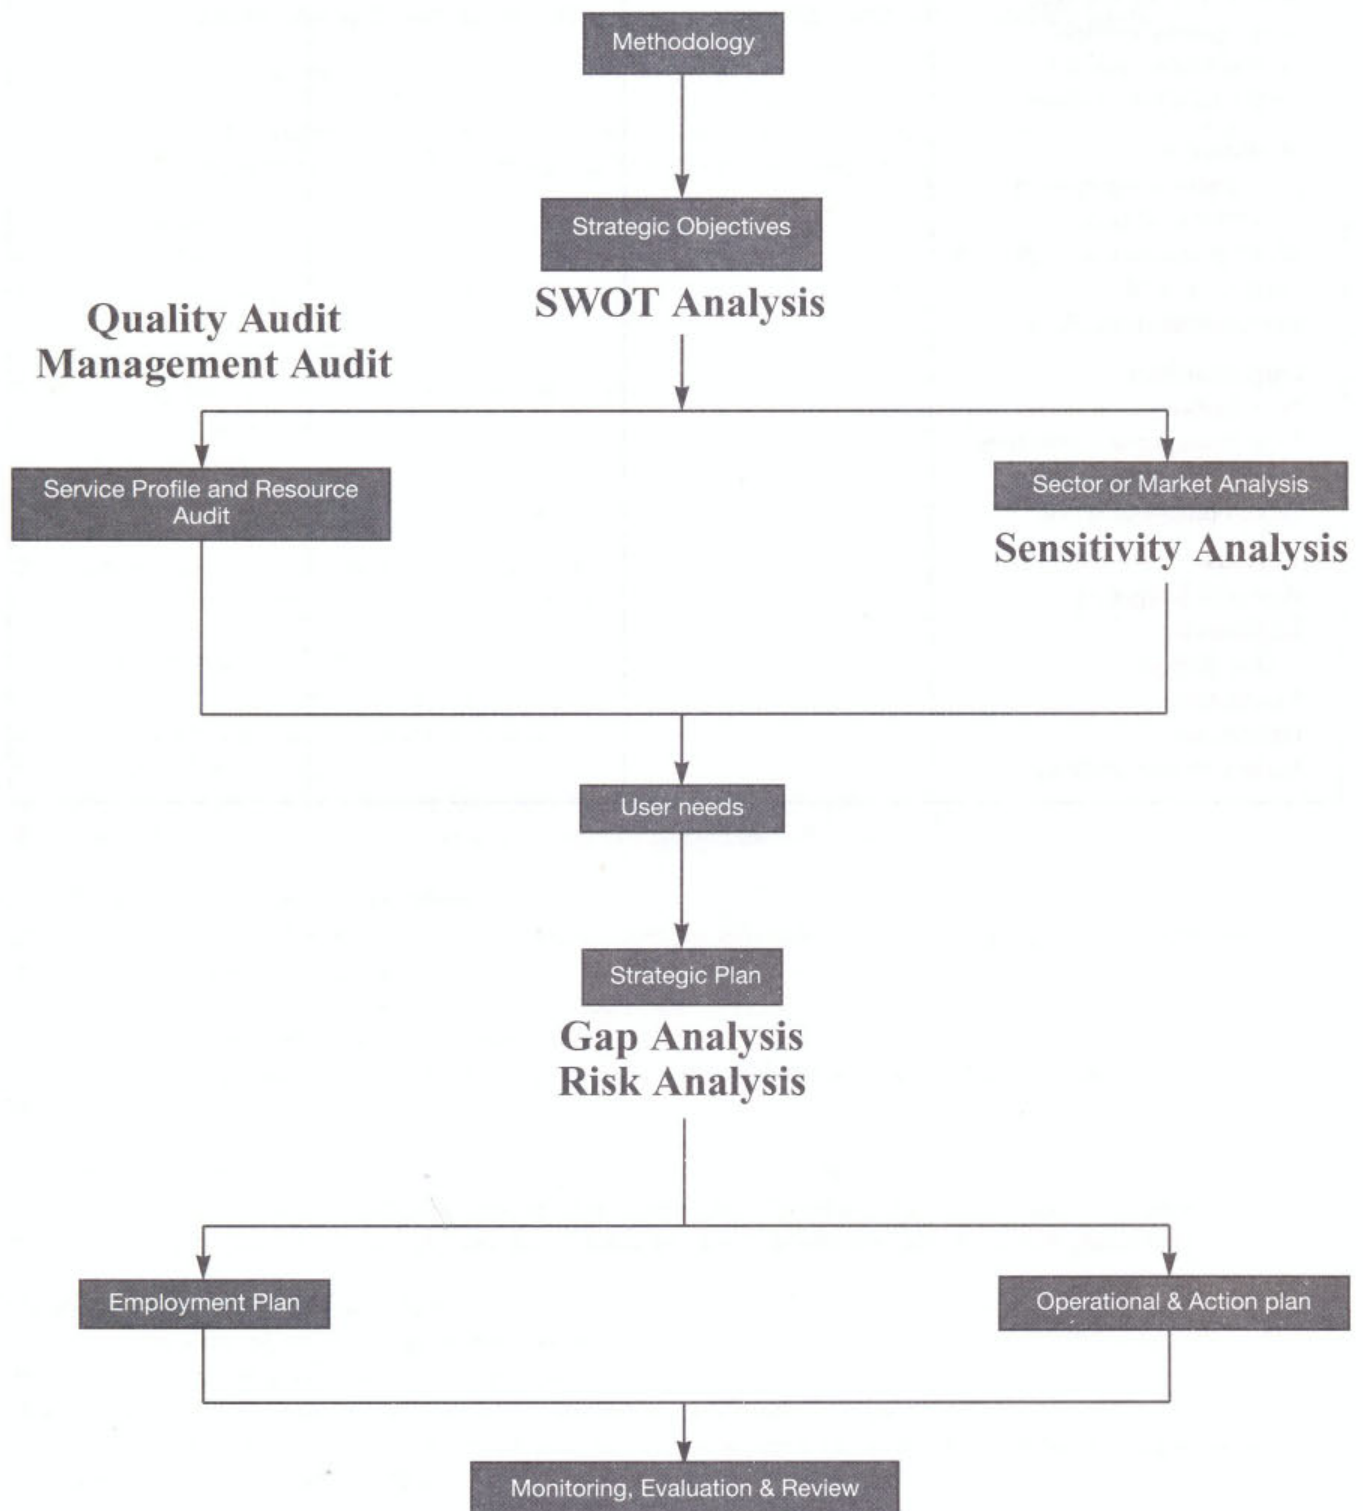 Methodology
Strategic Objectives
SWOT Analysis
Quality Audit
Management Audit
Service Profile and Resource
Audit
Sector or Market Analysis
Sensitivity Analysis
User needs
Strategic Plan
Gap Analysis
Risk Analysis
Employment Plan
Operational & Action plan
Monitoring, Evaluation & Review